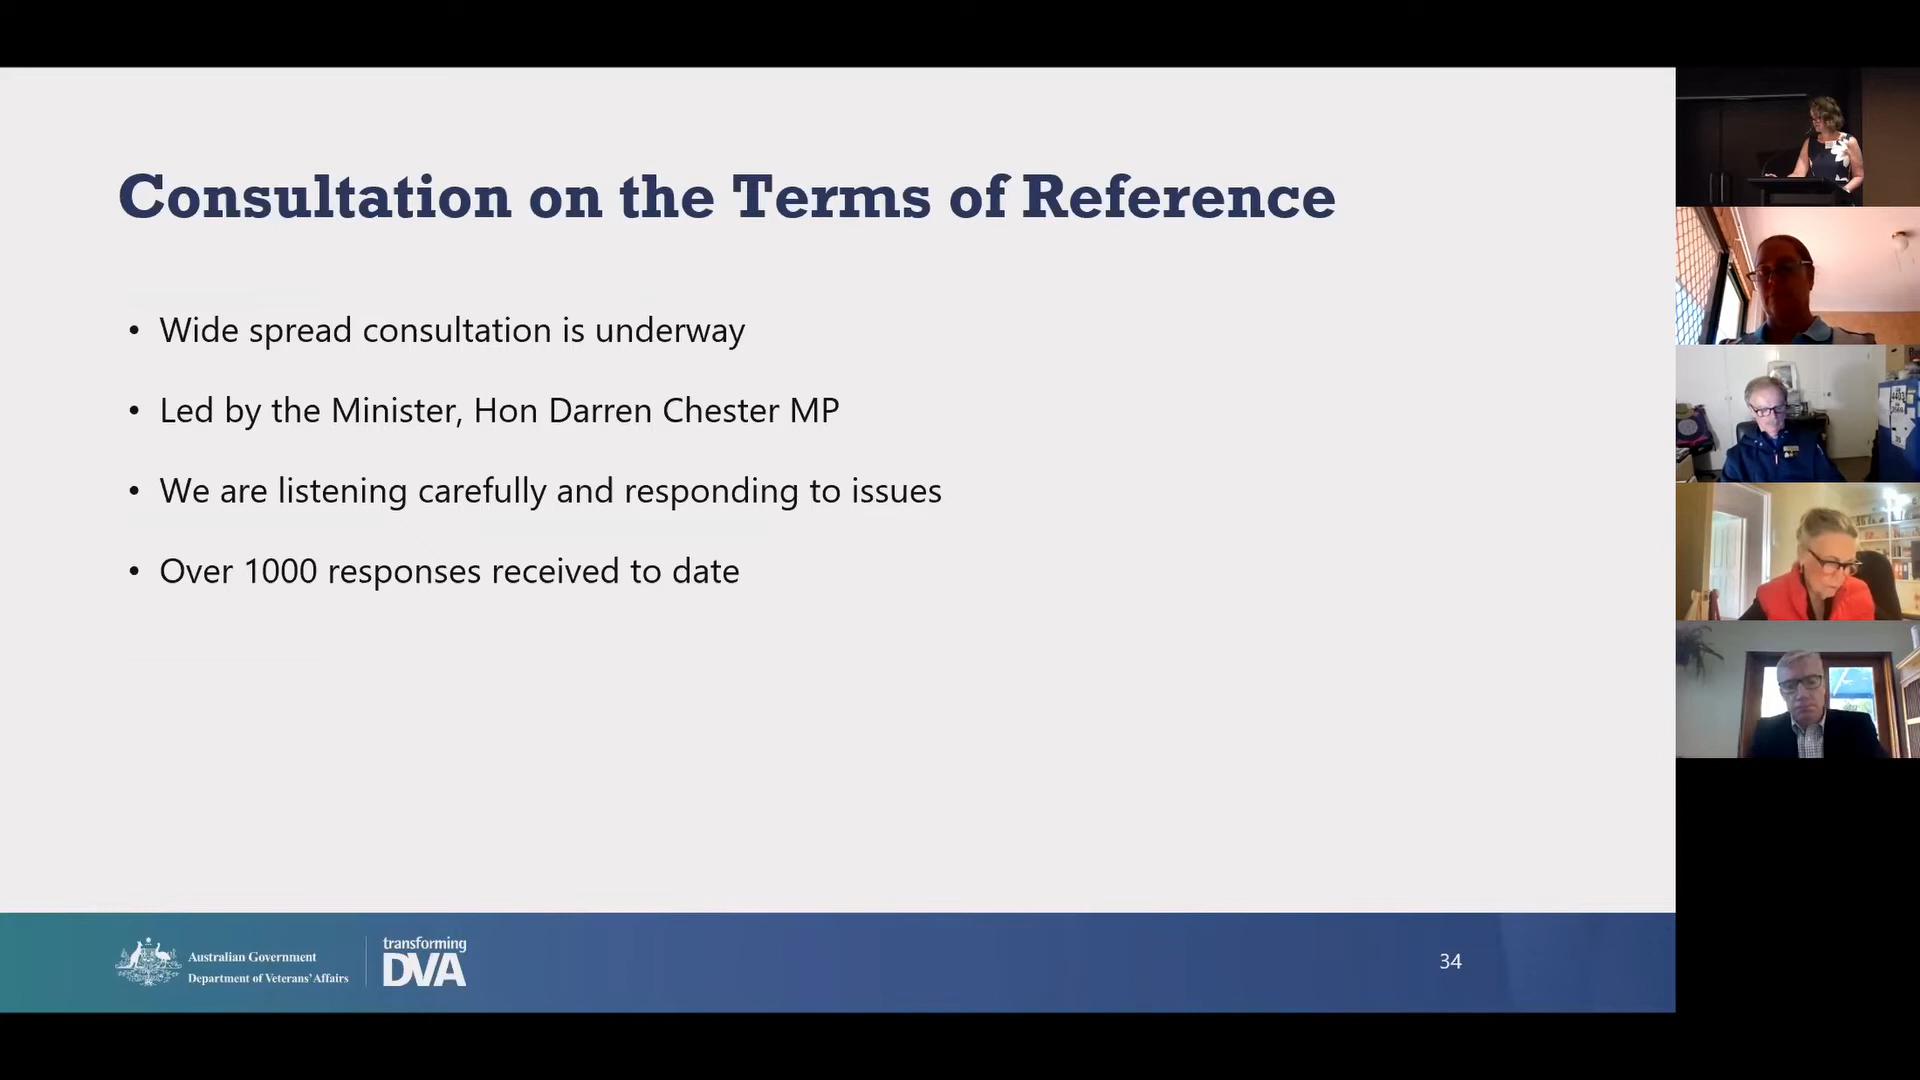 Consultation on the Terms of Reference
• Wide spread consultation is underway
• Led by the Minister, Hon Darren Chester MP
• We are listening carefully and responding to issues
• Over 1000 responses received to date
Australian Government
Department of Veterans' Affairs
transforming
DVA
34